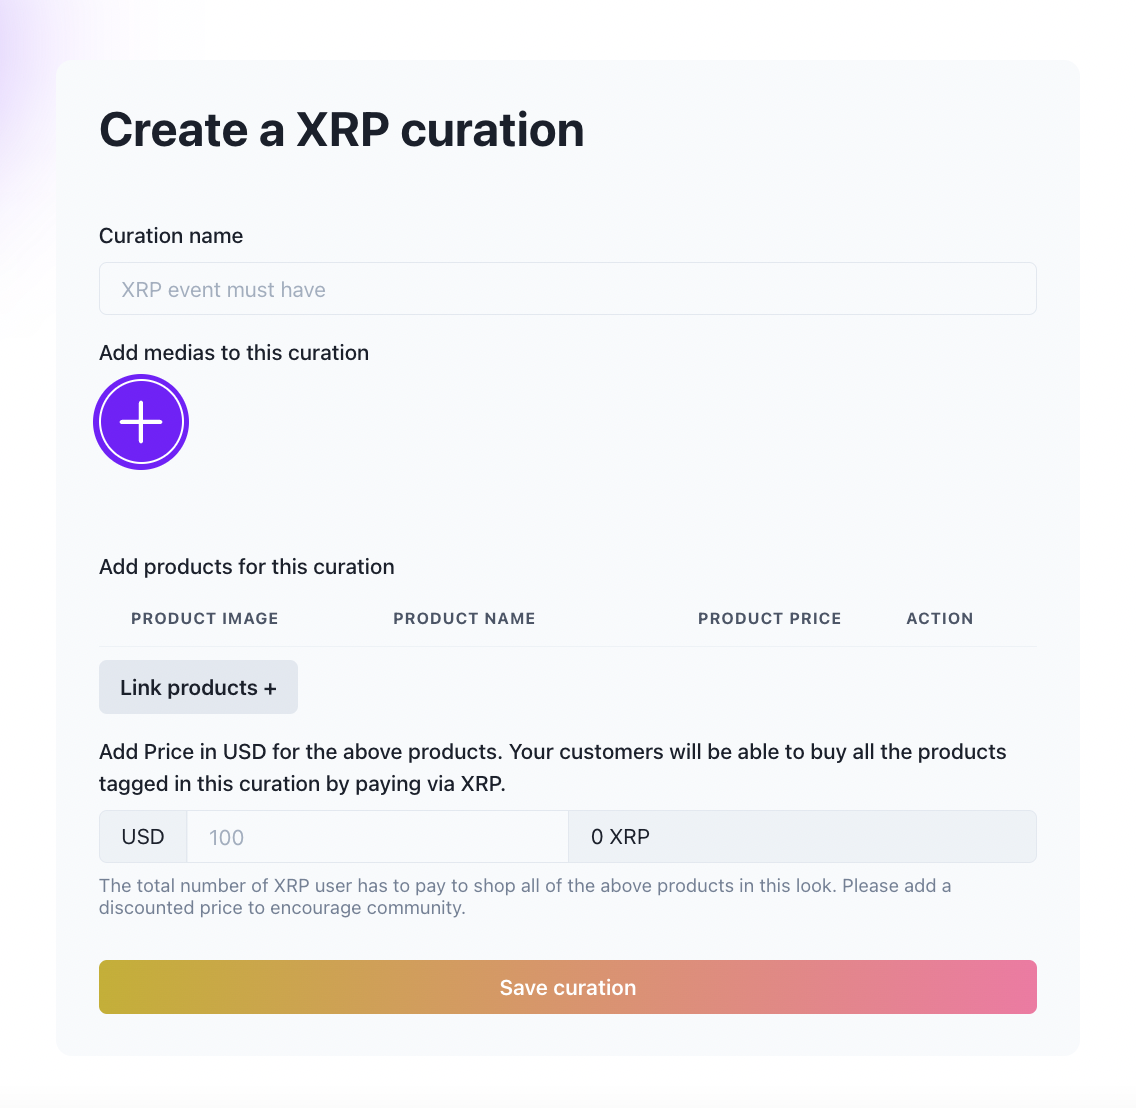 Create a XRP curation
Curation name
XRP event must have
Add medias to this curation
Add products for this curation
PRODUCT IMAGE PRODUCT NAME PRODUCT PRICE ACTION
Link products +
Add Price in USD for the above products. Your customers will be able to buy all the products
tagged in this curation by paying via XRP.
USD 100 0 XRP
The total number of XRP user has to pay to shop all of the above products in this look. Please add a
discounted price to encourage community.
Save curation